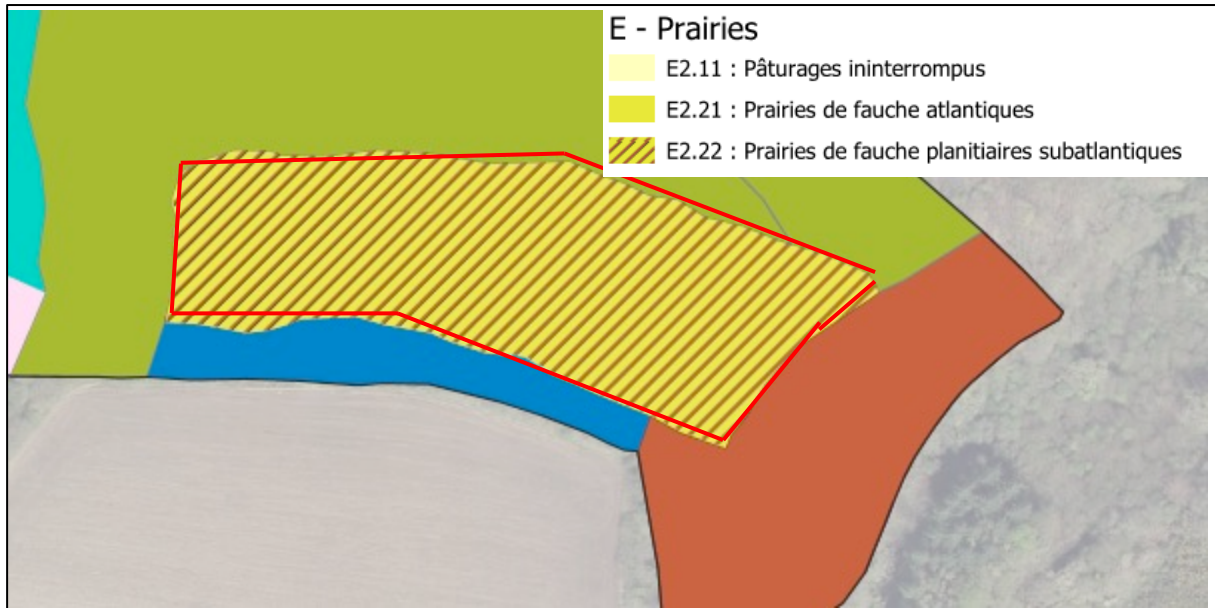 E - Prairies
E2.11 : Pâturages ininterrompus
E2.21 : Prairies de fauche atlantiques
E2.22 : Prairies de fauche planitiaires subatlantiques